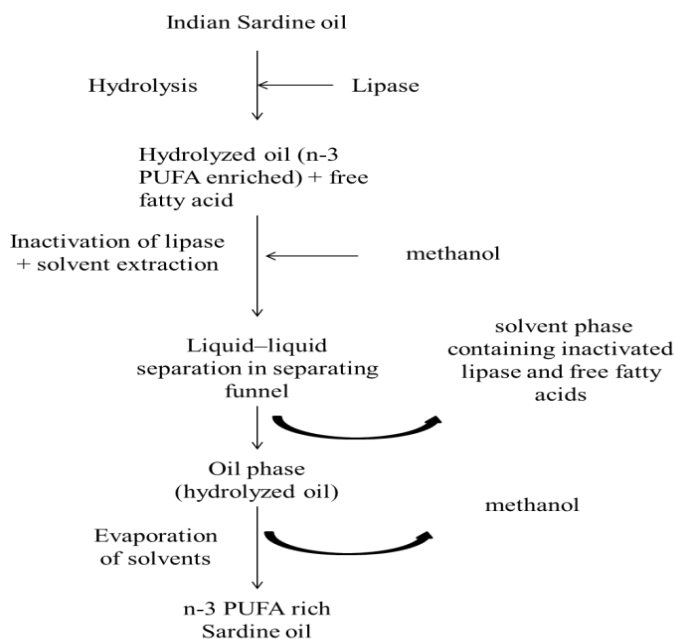 Indian Sardine oil
Hydrolysis
Lipase
Hydrolyzed oil (n-3
PUFA enriched) + free
fatty acid
Inactivation of lipase
+ solvent extraction
methanol
Liquid–liquid
separation in separating
funnel
solvent phase
containing inactivated
lipase and free fatty
acids
Oil phase
(hydrolyzed oil)
methanol
Evaporation
of solvents
n-3 PUFA rich
Sardine oil